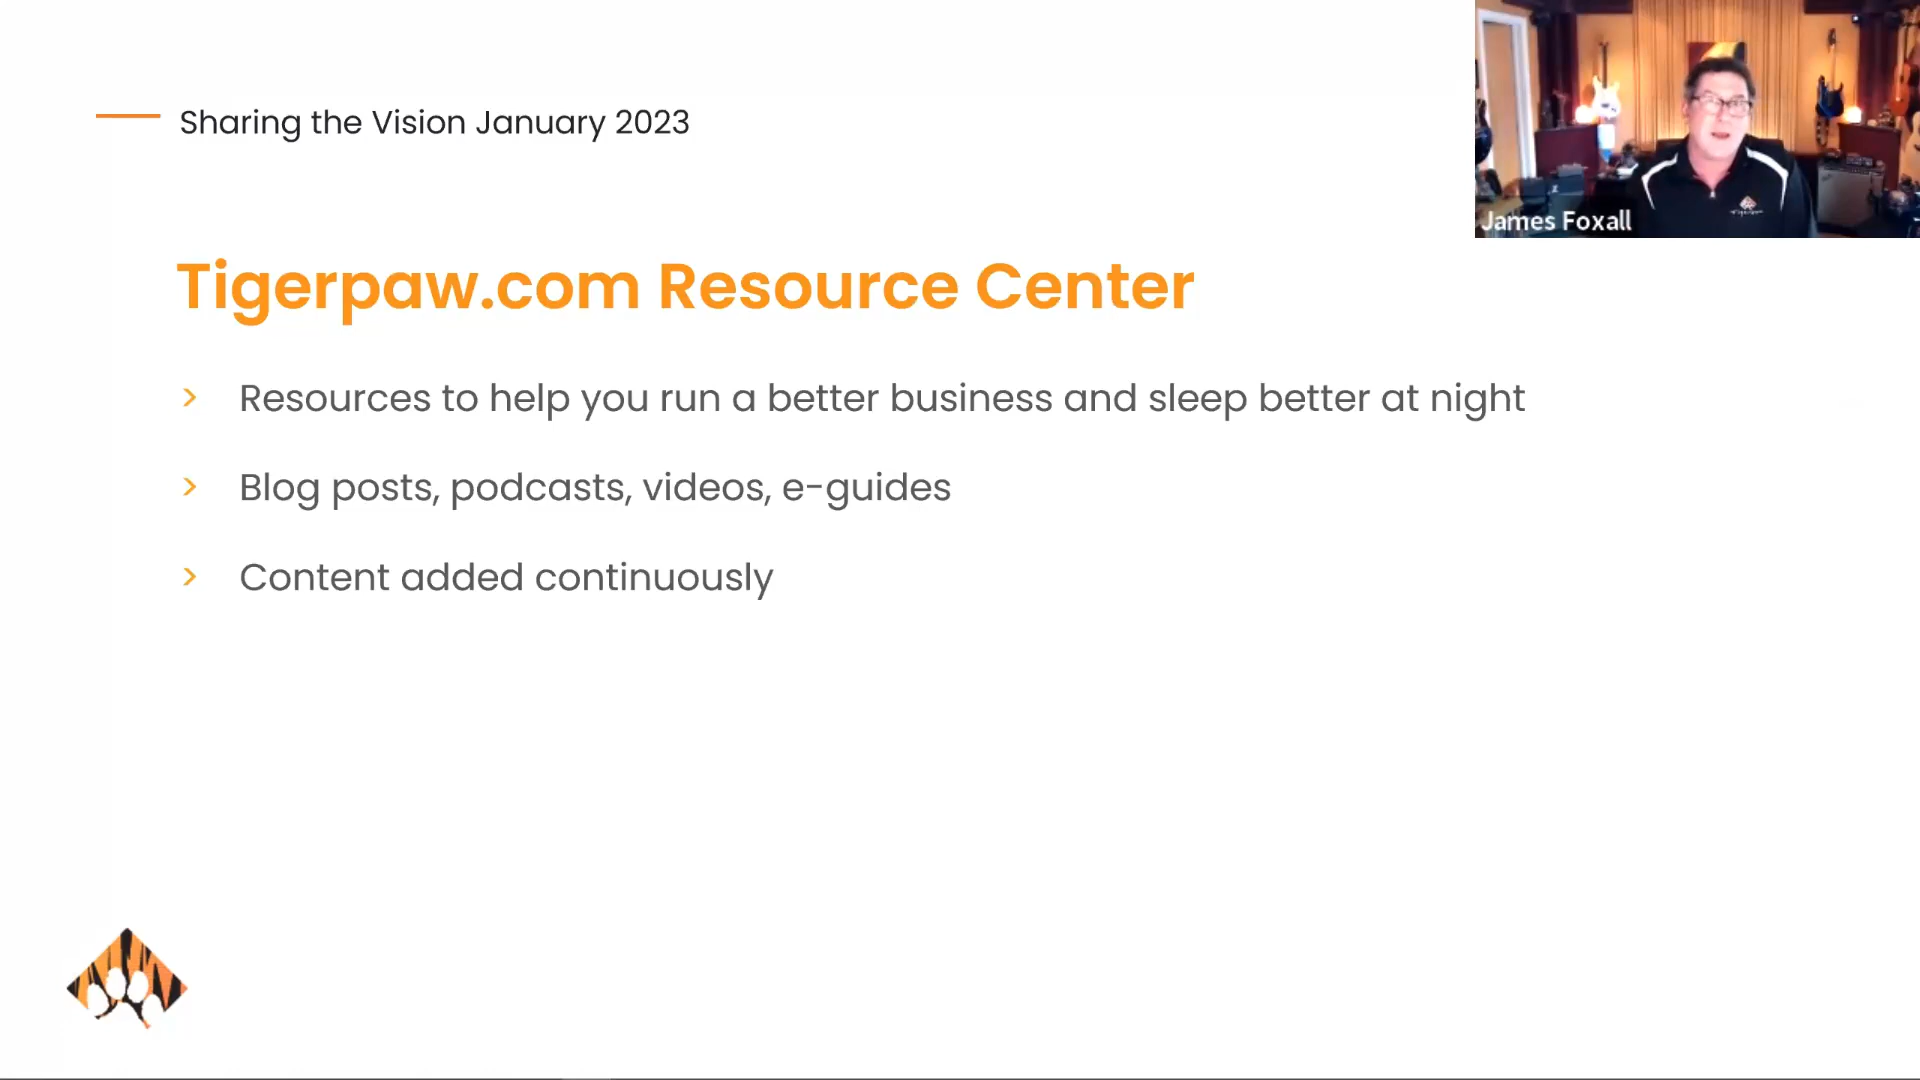 Sharing the Vision January 2023
James Foxall
Tigerpaw.com Resource Center
> Resources to help you run a better business and sleep better at night
> Blog posts, podcasts, videos, e-guides
> Content added continuously